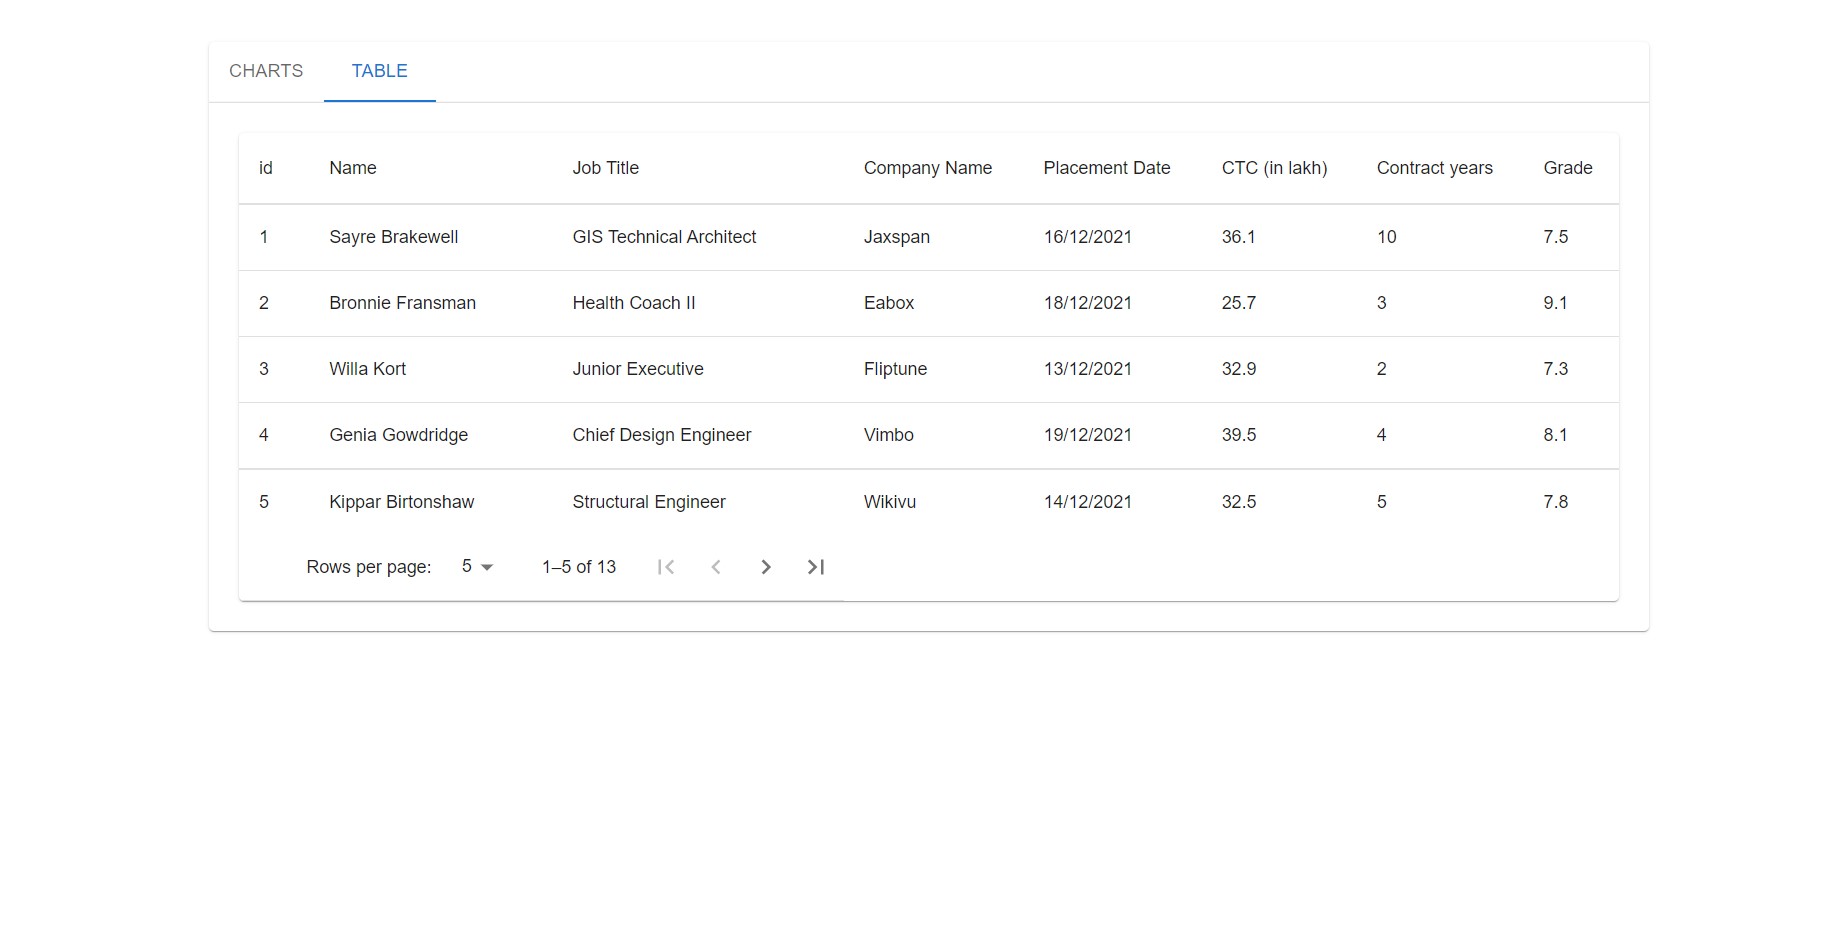 CHARTS TABLE
id Name Job Title Company Name Placement Date CTC (in lakh) Contract years Grade
1 Sayre Brakewell GIS Technical Architect Jaxspan 16/12/2021 36.1 10 7.5
2 Bronnie Fransman Health Coach II Eabox 18/12/2021 25.7 3 9.1
3 Willa Kort Junior Executive Fliptune 13/12/2021 32.9 2 7.3
4 Genia Gowdridge Chief Design Engineer Vimbo 19/12/2021 39.5 4 8.1
5 Kippar Birtonshaw Structural Engineer Wikivu 14/12/2021 32.5 5 7.8
Rows per page: 5 1–5 of 13